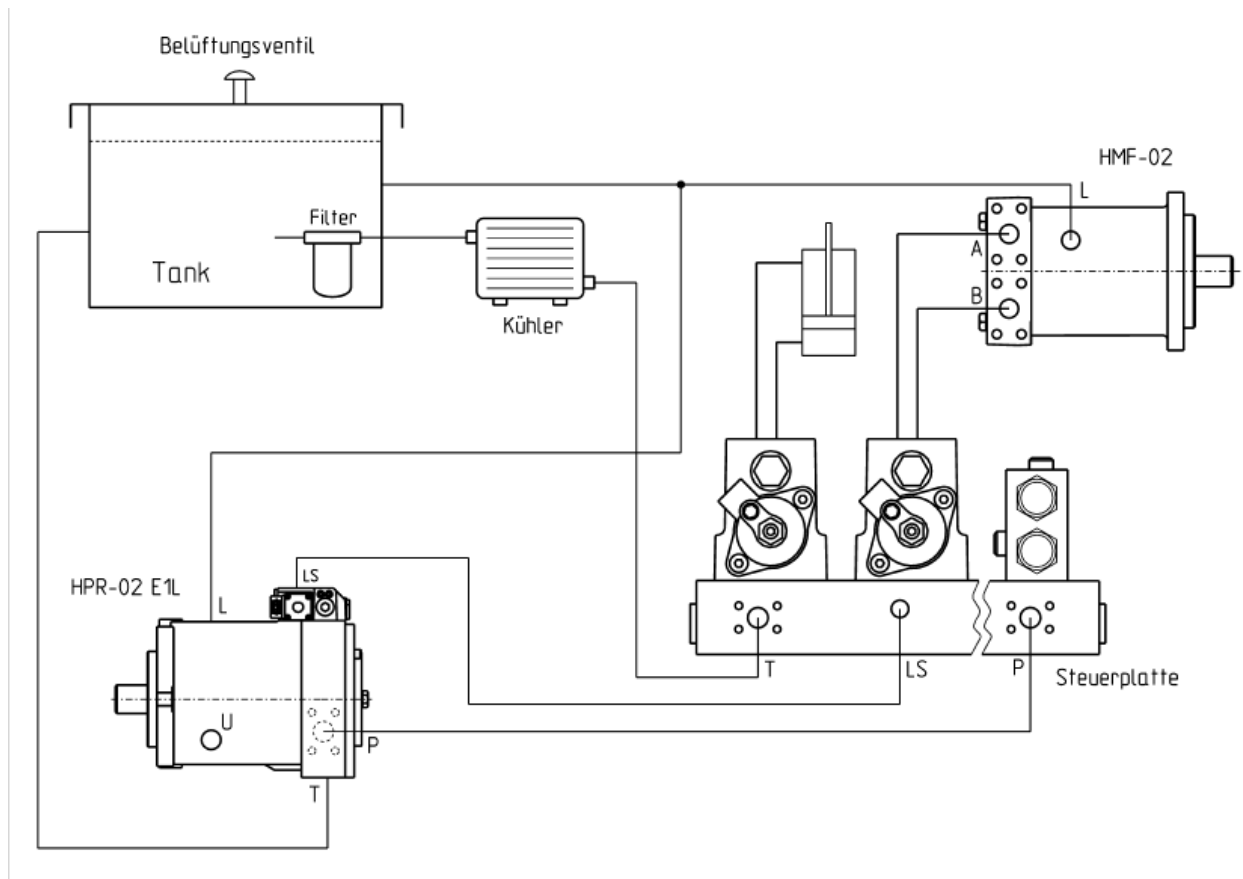 Belüftungsventil
HMF-02
L
Filter
A
Tank
B
Kühler
LS
HPR-02 E1L
L
T
LS
P
Steuerplatte
U
P
T